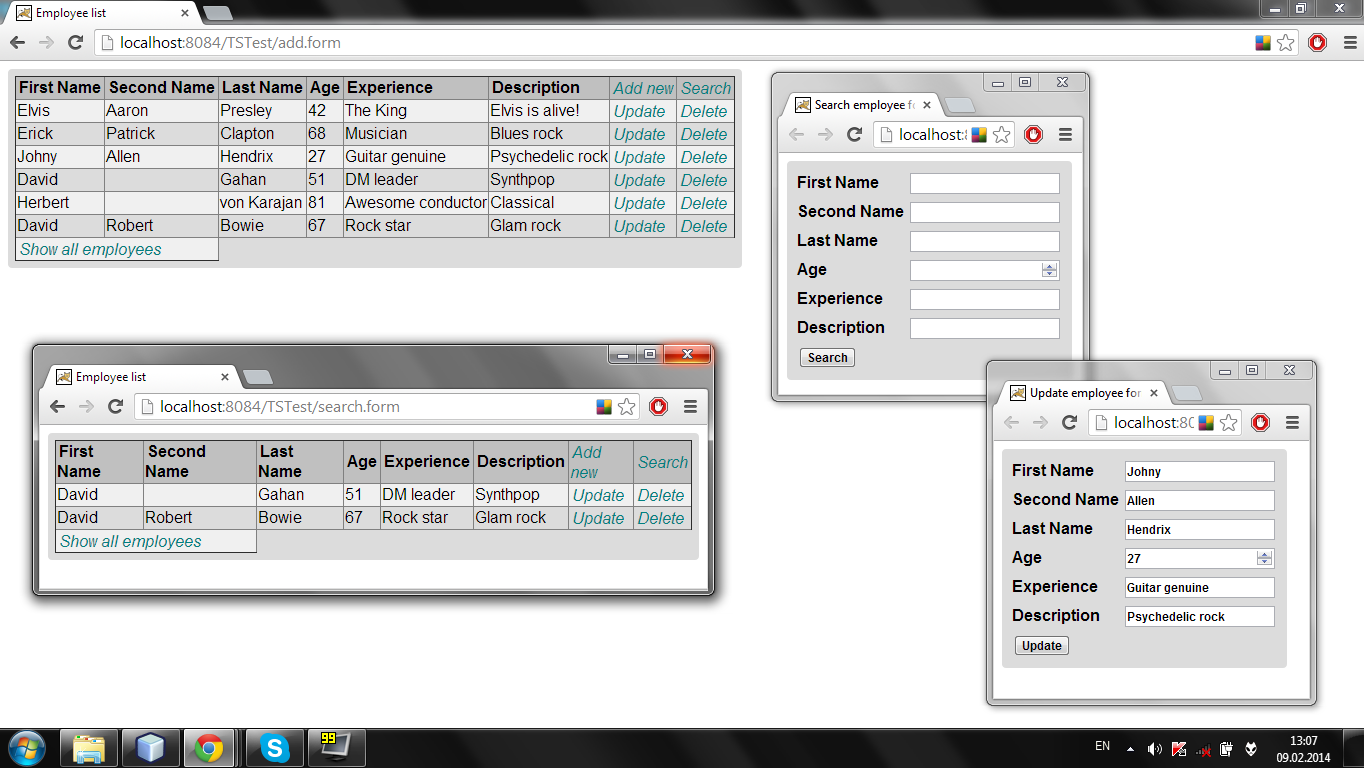 Employee list
localhost:8084/TSTest/add.form
First Name Second Name Last Name Age Experience Description Add new Search
Elvis Aaron Presley 42 The King Elvis is alive! Update Delete
Erick Patrick Clapton 68 Musician Blues rock Update Delete
Johny Allen Hendrix 27 Guitar genuine Psychedelic rock Update Delete
David Gahan 51 DM leader Synthpop Update Delete
Herbert von Karajan 81 Awesome conductor Classical Update Delete
David Robert Bowie 67 Rock star Glam rock Update Delete
Show all employees
Search employee fo
localhost:8
First Name
Second Name
Last Name
Age
Experience
Description
Search
Employee list
localhost:8084/TSTest/search.form
First Name Second Name Last Name Age Experience Description Add new Search
David Gahan 51 DM leader Synthpop Update Delete
David Robert Bowie 67 Rock star Glam rock Update Delete
Show all employees
Update employee for
localhost:80
First Name Johny
Second Name Allen
Last Name Hendrix
Age 27
Experience Guitar genuine
Description Psychedelic rock
Update
99
EN
13:07
09.02.2014